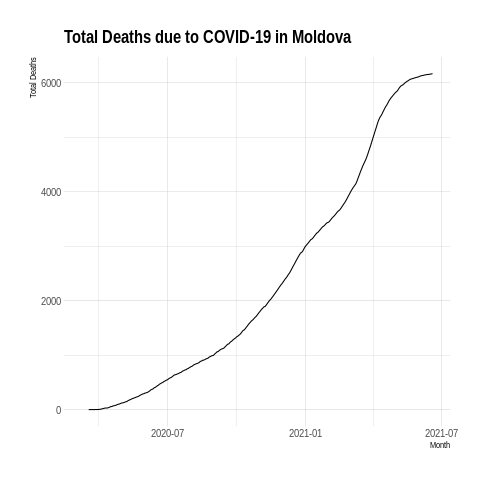 Total Deaths due to COVID-19 in Moldova
Total Deaths
6000
4000
2000
0
2020-07
2021-01
2021-07
Month